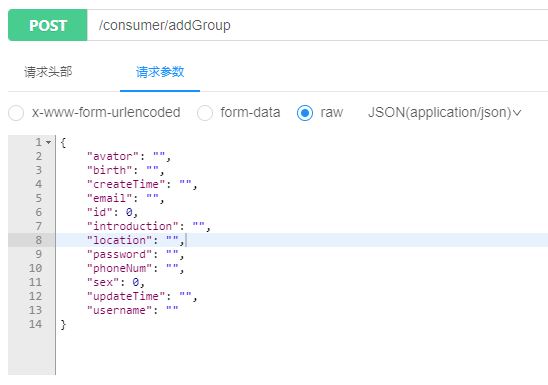 POST /consumer/addGroup
请求头部 请求参数
x-www-form-urlencoded form-data raw JSON(application/json)
1 {
2 "avator": "",
3 "birth": "",
4 "createTime": "",
5 "email": "",
6 "id": 0,
7 "introduction": "",
8 "location": "",
9 "password": "",
10 "phoneNum": "",
11 "sex": 0,
12 "updateTime": "",
13 "username": ""
14 }